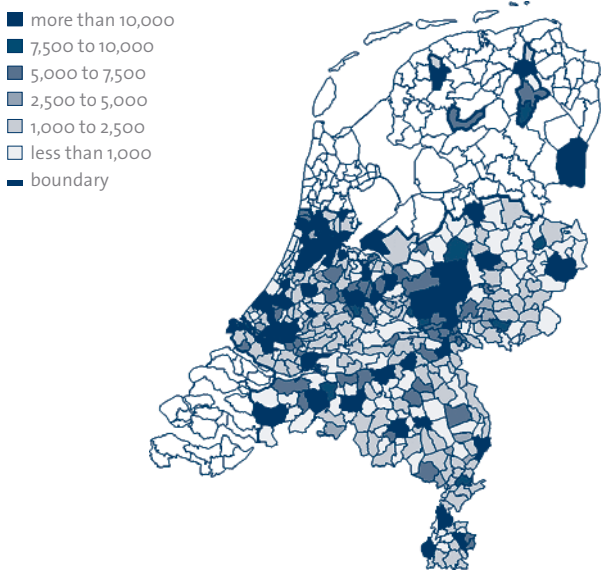 more than 10,000
7,500 to 10,000
5,000 to 7,500
2,500 to 5,000
1,000 to 2,500
less than 1,000
boundary